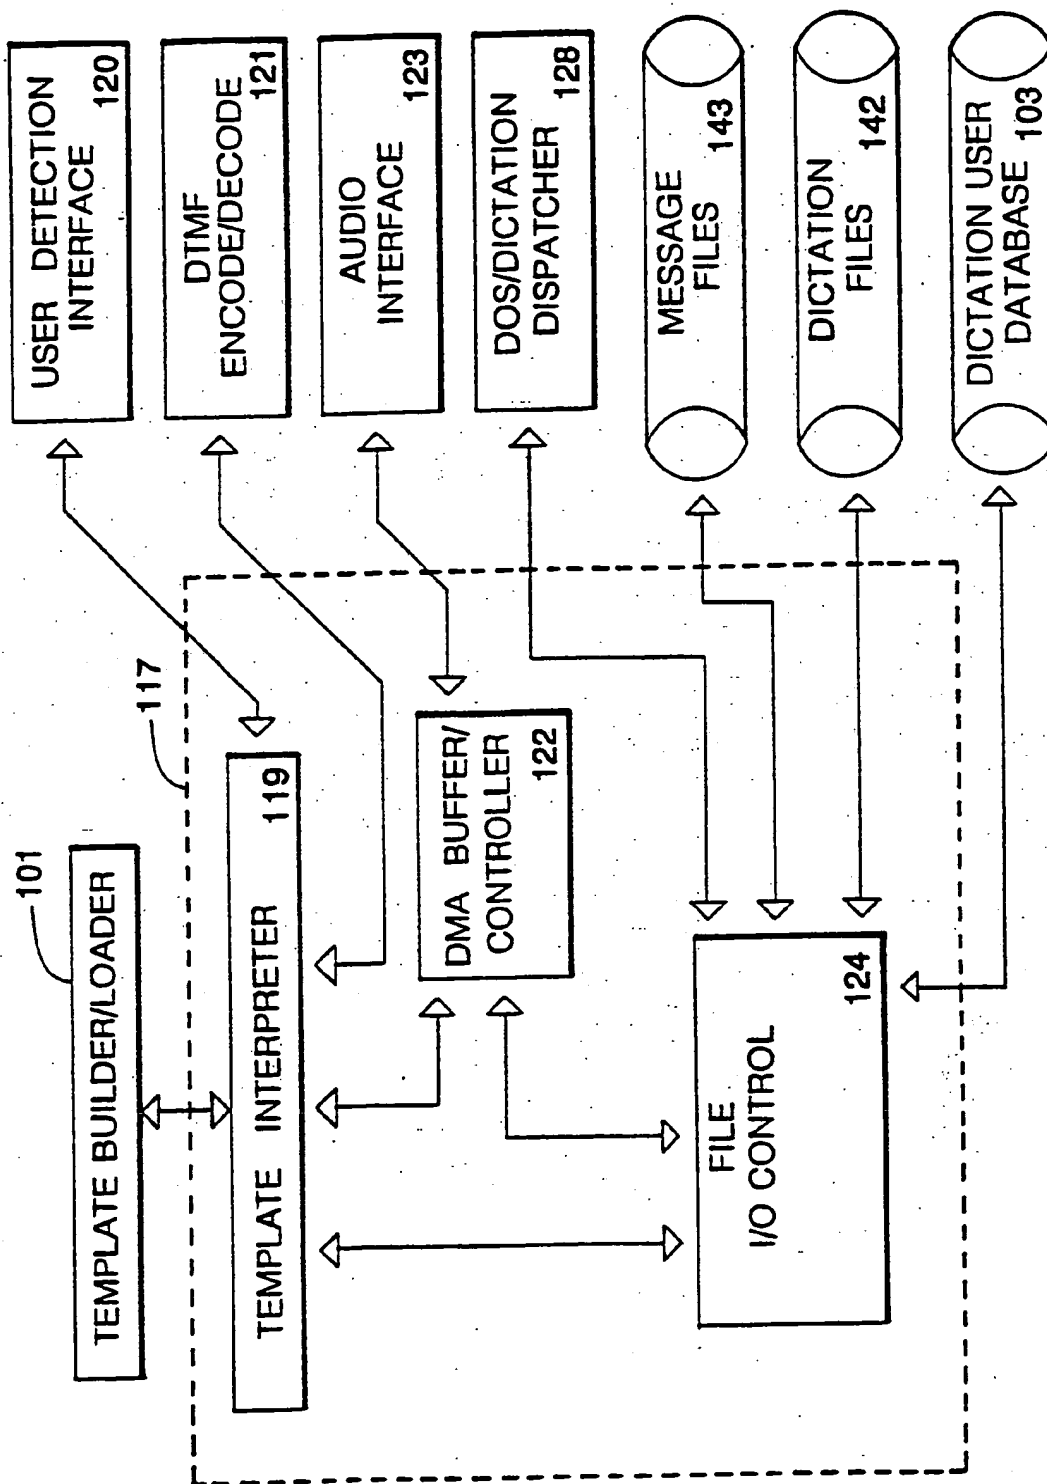 101
TEMPLATE BUILDER/LOADER
117
TEMPLATE INTERPRETER
119
DMA BUFFER/
CONTROLLER
122
FILE
I/O CONTROL
124
USER DETECTION
INTERFACE
120
DTMF
ENCODE/DECODE
121
AUDIO
INTERFACE
123
DOS/DICTATION
DISPATCHER
128
MESSAGE
FILES
143
DICTATION
FILES
142
DICTATION USER
DATABASE 103